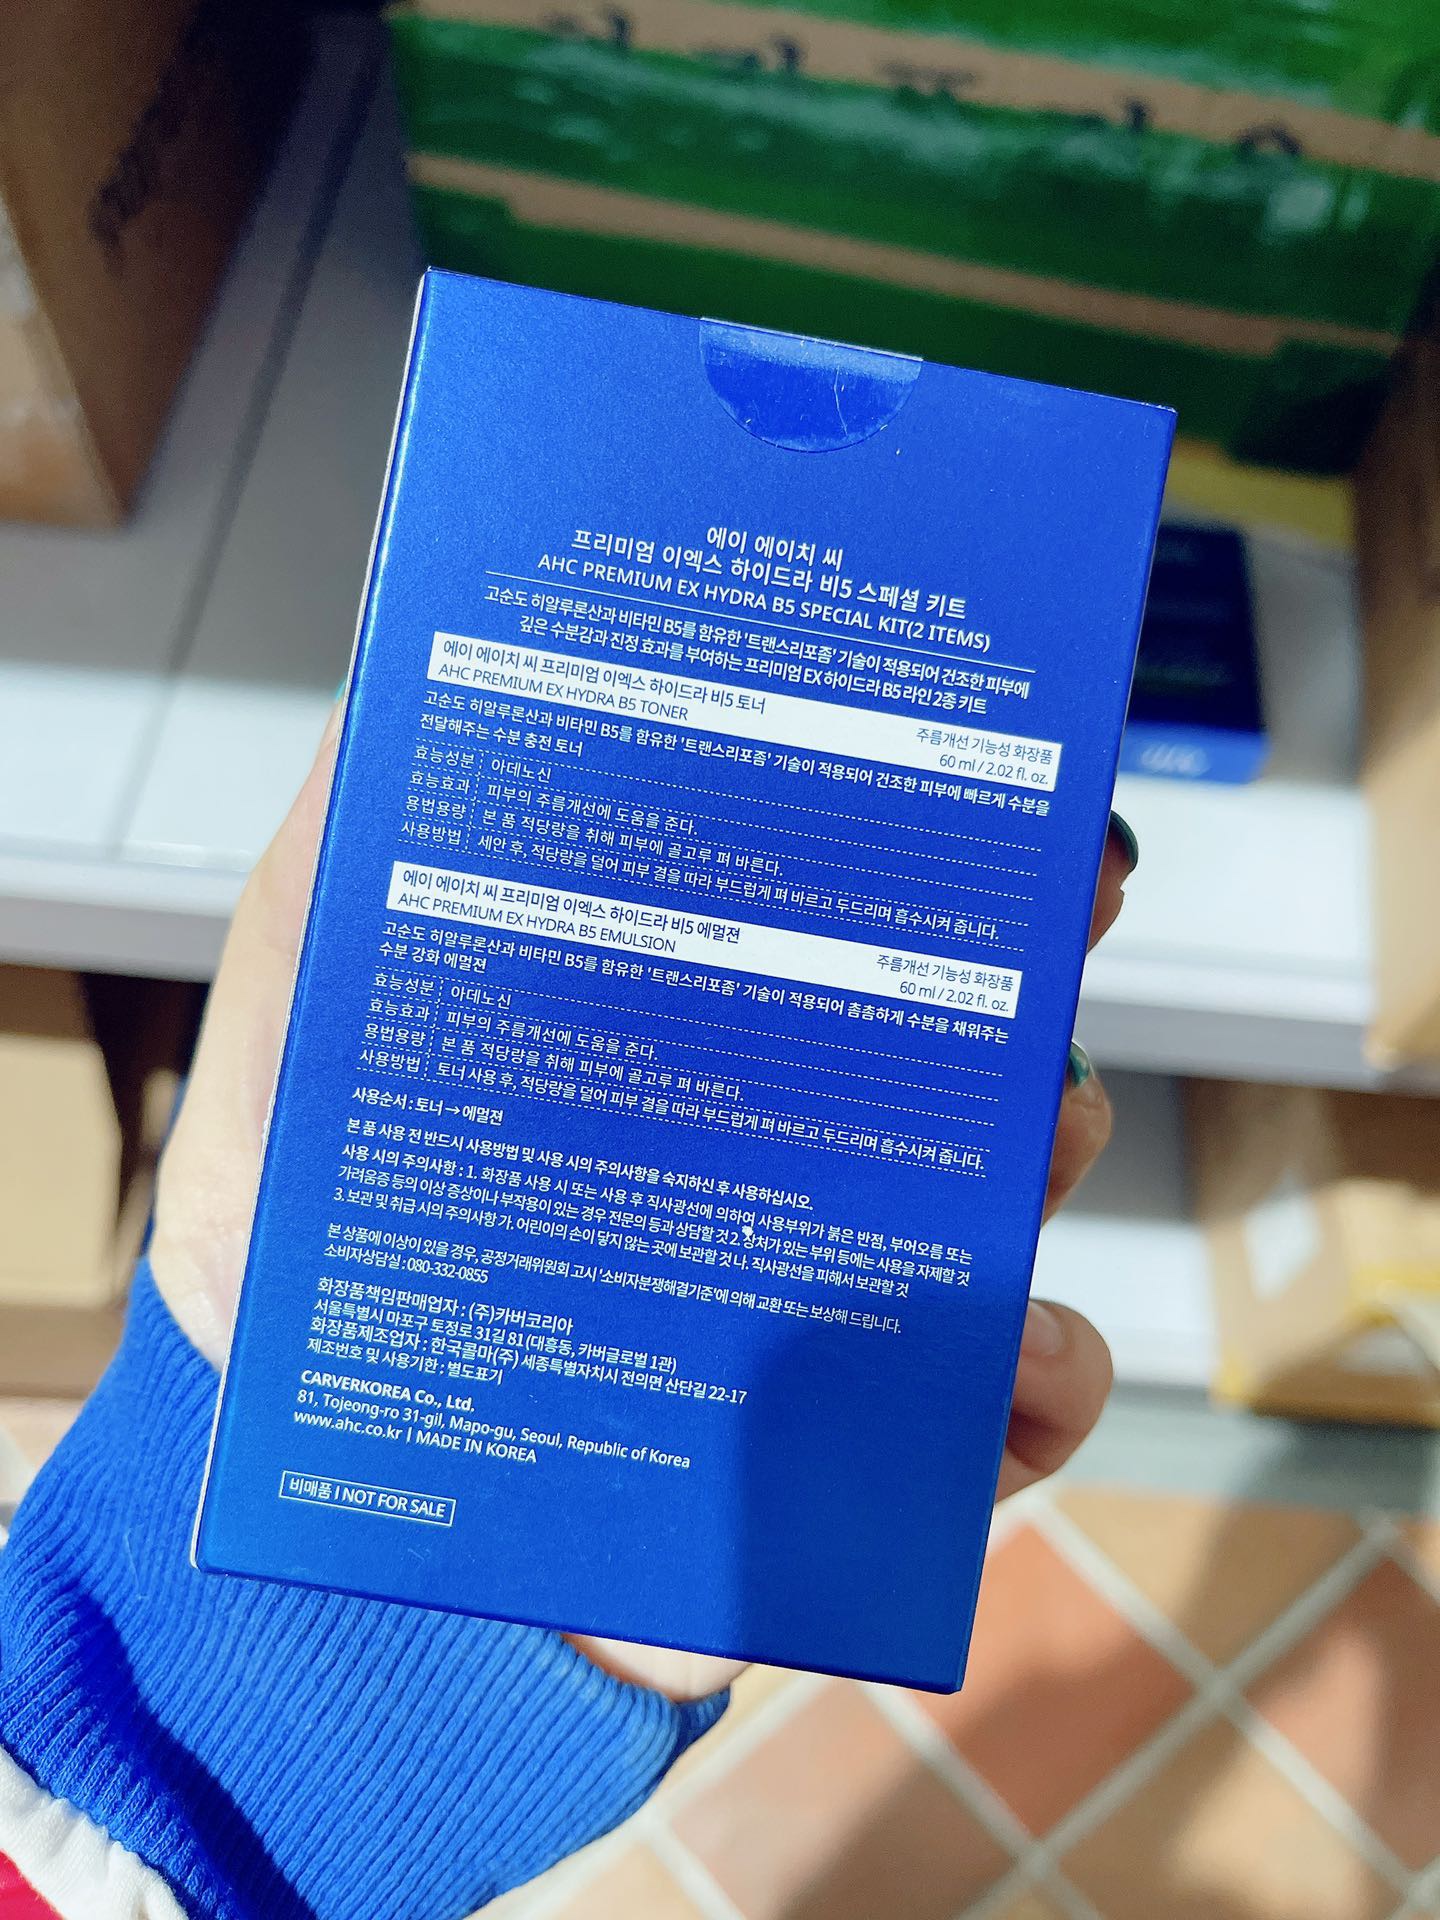 에이 에이치 씨
프리미엄 이엑스 하이드라 비5 스페셜 키트
AHC PREMIUM EX HYDRA B5 SPECIAL KIT(2 ITEMS)
고순도 히알루론산과 비타민 B5를 함유한 '트랜스리포좀' 기술이 적용되어 건조한 피부에
깊은 수분감과 진정 효과를 부여하는 프리미엄 EX 하이드라 B5 라인 2종 키트
에이 에이치 씨 프리미엄 이엑스 하이드라 비5 토너
AHC PREMIUM EX HYDRA B5 TONER
주름개선 기능성 화장품
60 ml / 2.02 fl. oz.
고순도 히알루론산과 비타민 B5를 함유한 '트랜스리포좀' 기술이 적용되어 건조한 피부에 빠르게 수분을
전달해주는 수분 충전 토너
효능성분 아데노신
효능효과 피부의 주름개선에 도움을 준다.
용법용량 본 품 적당량을 취해 피부에 골고루 펴 바른다.
사용방법 세안 후, 적당량을 덜어 피부 결을 따라 부드럽게 펴 바르고 두드리며 흡수시켜 줍니다.
에이 에이치 씨 프리미엄 이엑스 하이드라 비5 에멀젼
AHC PREMIUM EX HYDRA B5 EMULSION
주름개선 기능성 화장품
60 ml / 2.02 fl. oz.
고순도 히알루론산과 비타민 B5를 함유한 '트랜스리포좀' 기술이 적용되어 촘촘하게 수분을 채워주는
수분 강화 에멀젼
효능성분 아데노신
효능효과 피부의 주름개선에 도움을 준다.
용법용량 본 품 적당량을 취해 피부에 골고루 펴 바른다.
사용방법 토너 사용 후, 적당량을 덜어 피부 결을 따라 부드럽게 펴 바르고 두드리며 흡수시켜 줍니다.
사용순서 : 토너 → 에멀젼
본 품 사용 전 반드시 사용방법 및 사용 시의 주의사항을 숙지하신 후 사용하십시오.
사용 시의 주의사항 : 1. 화장품 사용 시 또는 사용 후 직사광선에 의하여 사용부위가 붉은 반점, 부어오름 또는
가려움증 등의 이상 증상이나 부작용이 있는 경우 전문의 등과 상담할 것 2. 상처가 있는 부위 등에는 사용을 자제할 것
3. 보관 및 취급 시의 주의사항 가. 어린이의 손이 닿지 않는 곳에 보관할 것 나. 직사광선을 피해서 보관할 것
본 상품에 이상이 있을 경우, 공정거래위원회 고시 '소비자분쟁해결기준'에 의해 교환 또는 보상해 드립니다.
소비자상담실 : 080-332-0855
화장품책임판매업자 : (주)카버코리아
서울특별시 마포구 토정로 31길 81 (대흥동, 카버글로벌 1관)
화장품제조업자 : 한국콜마(주) 세종특별자치시 전의면 산단길 22-17
제조번호 및 사용기한 : 별도표기
CARVERKOREA Co., Ltd.
81, Tojeong-ro 31-gil, Mapo-gu, Seoul, Republic of Korea
www.ahc.co.kr | MADE IN KOREA
비매품 | NOT FOR SALE